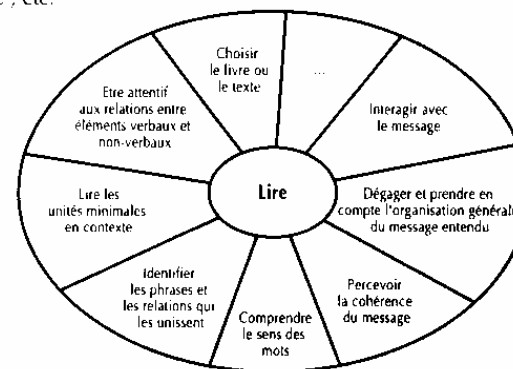 , etc.
Choisir
le livre ou
le texte
...
Interagir avec
le message
Dégager et prendre en
compte l'organisation générale
du message entendu
Percevoir
la cohérence
du message
Comprendre
le sens des
mots
Identifier
les phrases et
les relations qui
les unissent
Lire les
unités minimales
en contexte
Etre attentif
aux relations entre
éléments verbaux et
non-verbaux
Lire